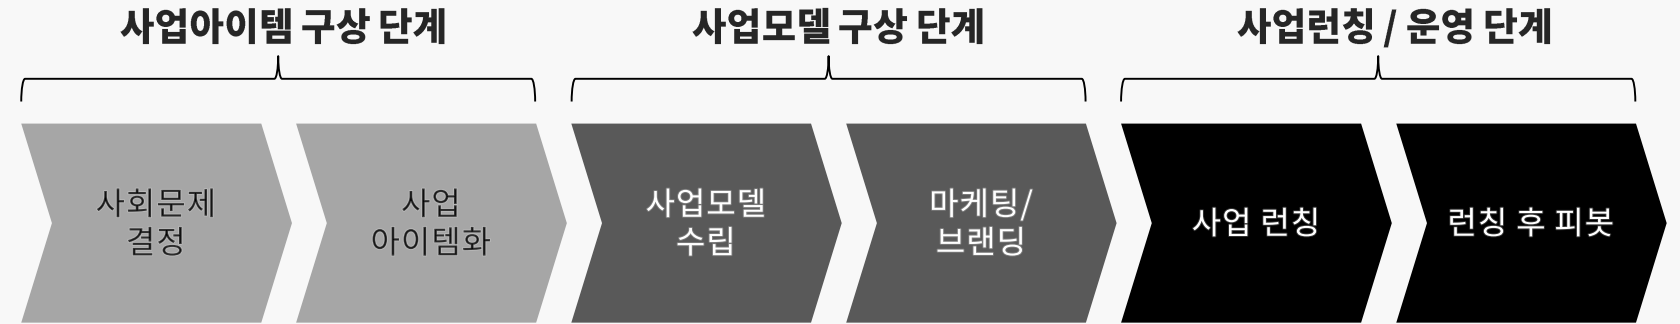 사업아이템 구상 단계
사업모델 구상 단계
사업런칭 / 운영 단계
사회문제
결정
사업
아이템화
사업모델
수립
마케팅/
브랜딩
사업 런칭
런칭 후 피봇